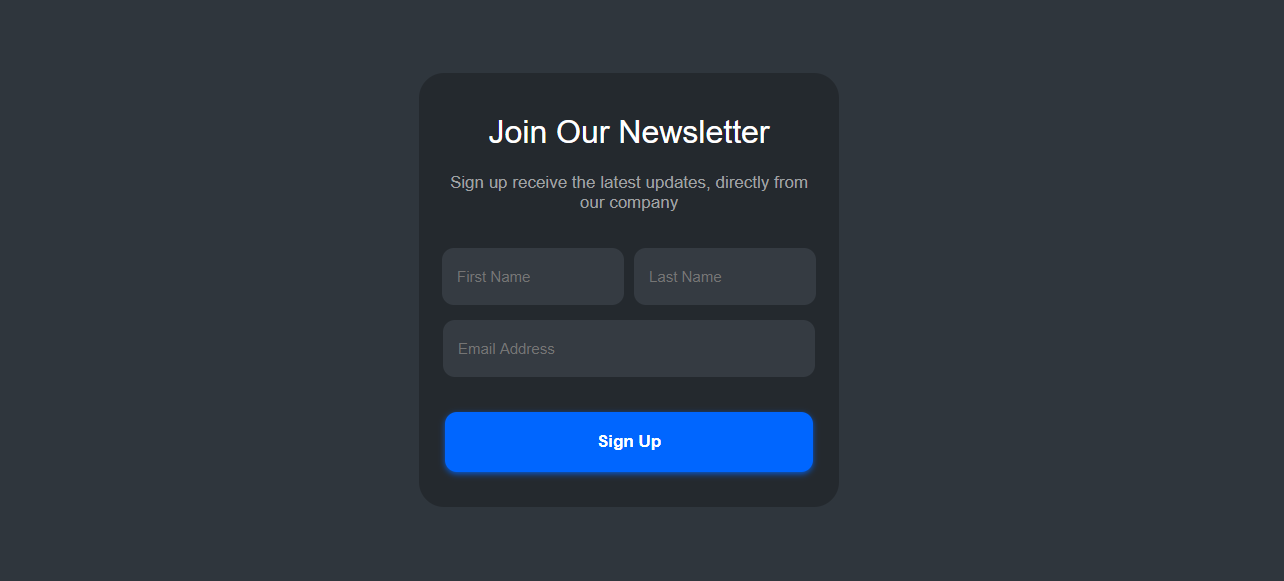 Join Our Newsletter
Sign up receive the latest updates, directly from
our company
First Name
Last Name
Email Address
Sign Up